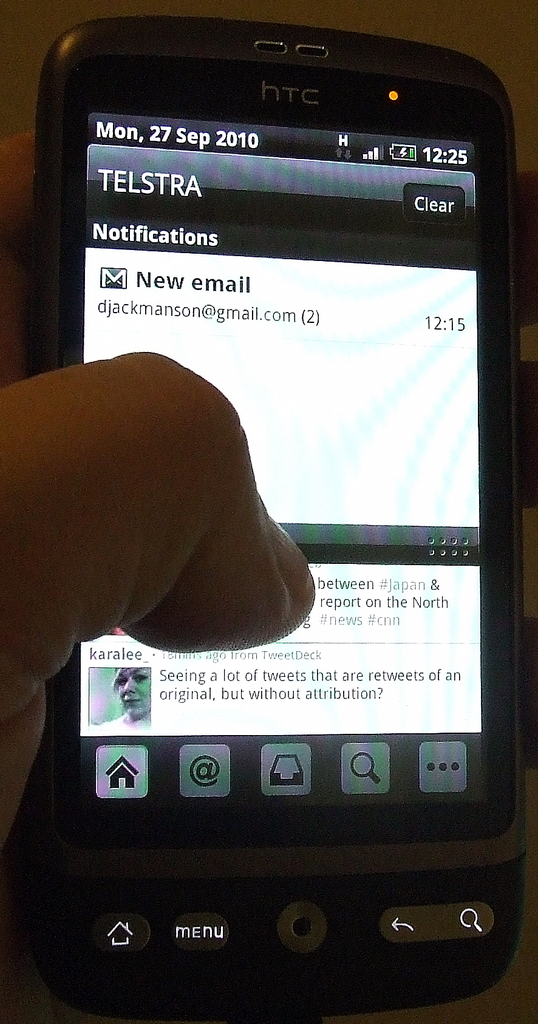 htc
Mon, 27 Sep 2010 H 12:25
TELSTRA
Clear
Notifications
New email
djackmanson@gmail.com (2)
12:15
between #Japan &
report on the North
#news #cnn
karalee_ · 18mins ago from TweetDeck
Seeing a lot of tweets that are retweets of an
original, but without attribution?
@
menu